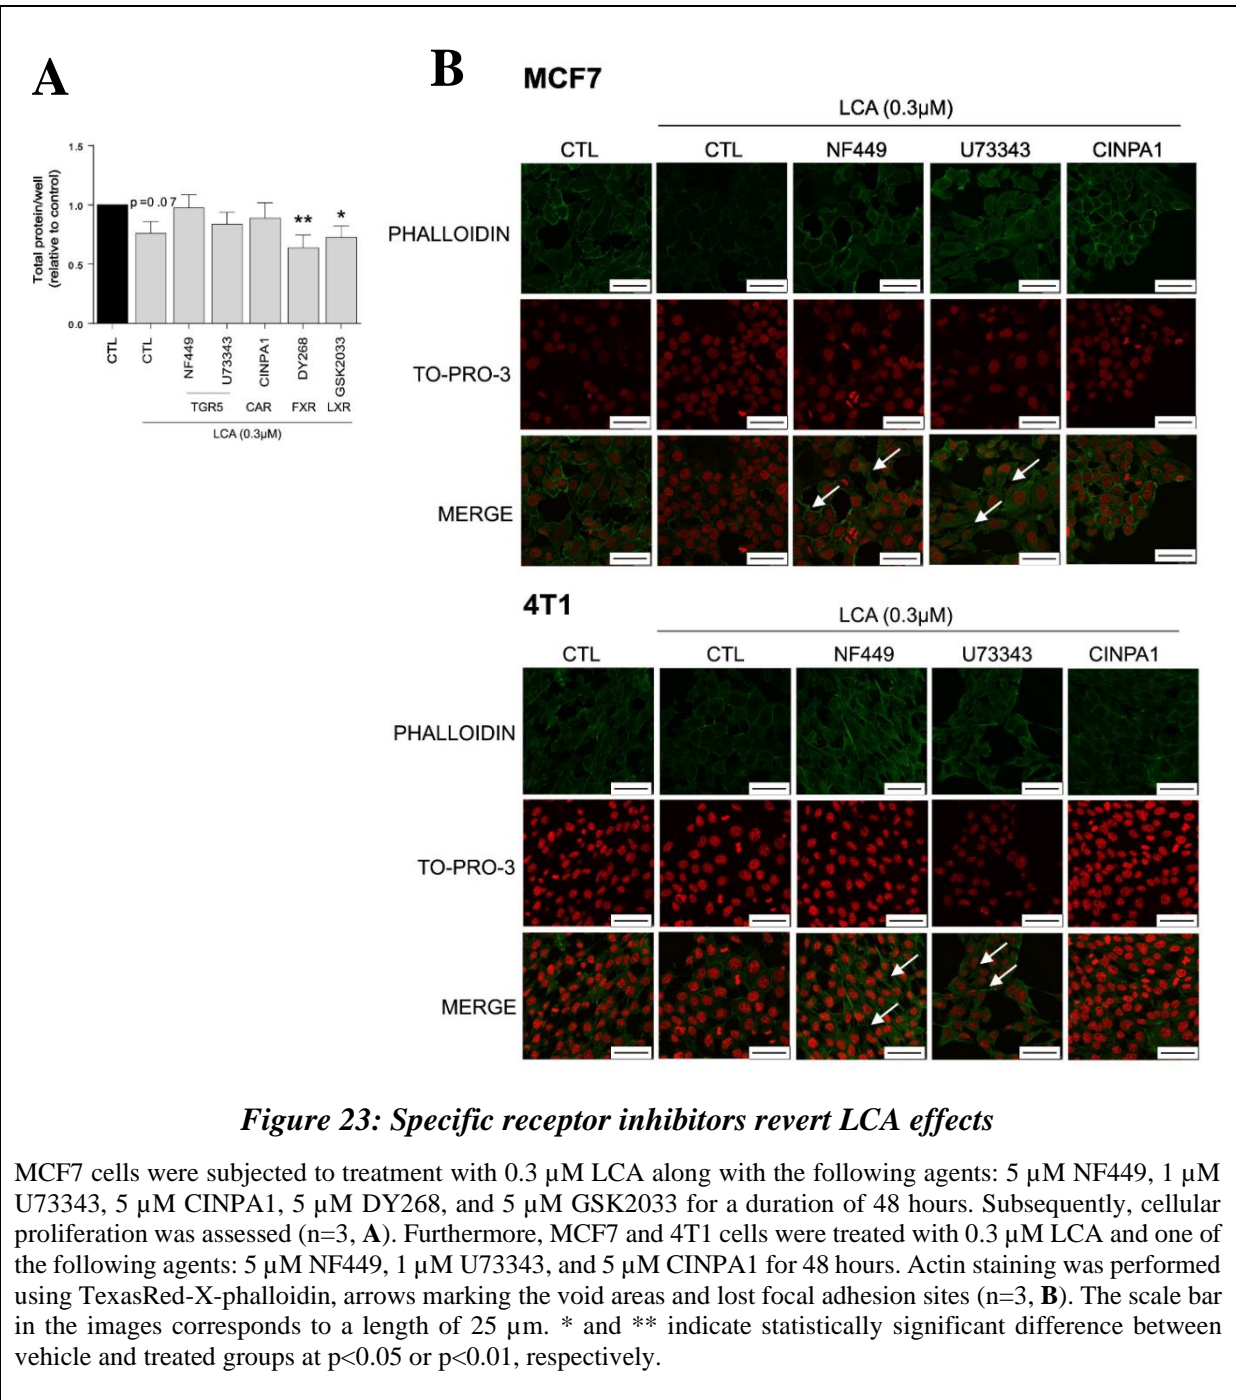 A
1.5
1.0
0.5
0.0
Total protein/well
(relative to control)
p=0.07
**
*
CTL
CTL
NF449
U73343
CINPA1
DY268
GSK2033
TGR5 CAR FXR LXR
LCA (0.3µM)
B
MCF7
LCA (0.3µM)
CTL CTL NF449 U73343 CINPA1
PHALLOIDIN
TO-PRO-3
MERGE
4T1
LCA (0.3µM)
CTL CTL NF449 U73343 CINPA1
PHALLOIDIN
TO-PRO-3
MERGE
Figure 23: Specific receptor inhibitors revert LCA effects
MCF7 cells were subjected to treatment with 0.3 µM LCA along with the following agents: 5 µM NF449, 1 µM
U73343, 5 µM CINPA1, 5 µM DY268, and 5 µM GSK2033 for a duration of 48 hours. Subsequently, cellular
proliferation was assessed (n=3, A). Furthermore, MCF7 and 4T1 cells were treated with 0.3 µM LCA and one of
the following agents: 5 µM NF449, 1 µM U73343, and 5 µM CINPA1 for 48 hours. Actin staining was performed
using TexasRed-X-phalloidin, arrows marking the void areas and lost focal adhesion sites (n=3, B). The scale bar
in the images corresponds to a length of 25 µm. * and ** indicate statistically significant difference between
vehicle and treated groups at p<0.05 or p<0.01, respectively.